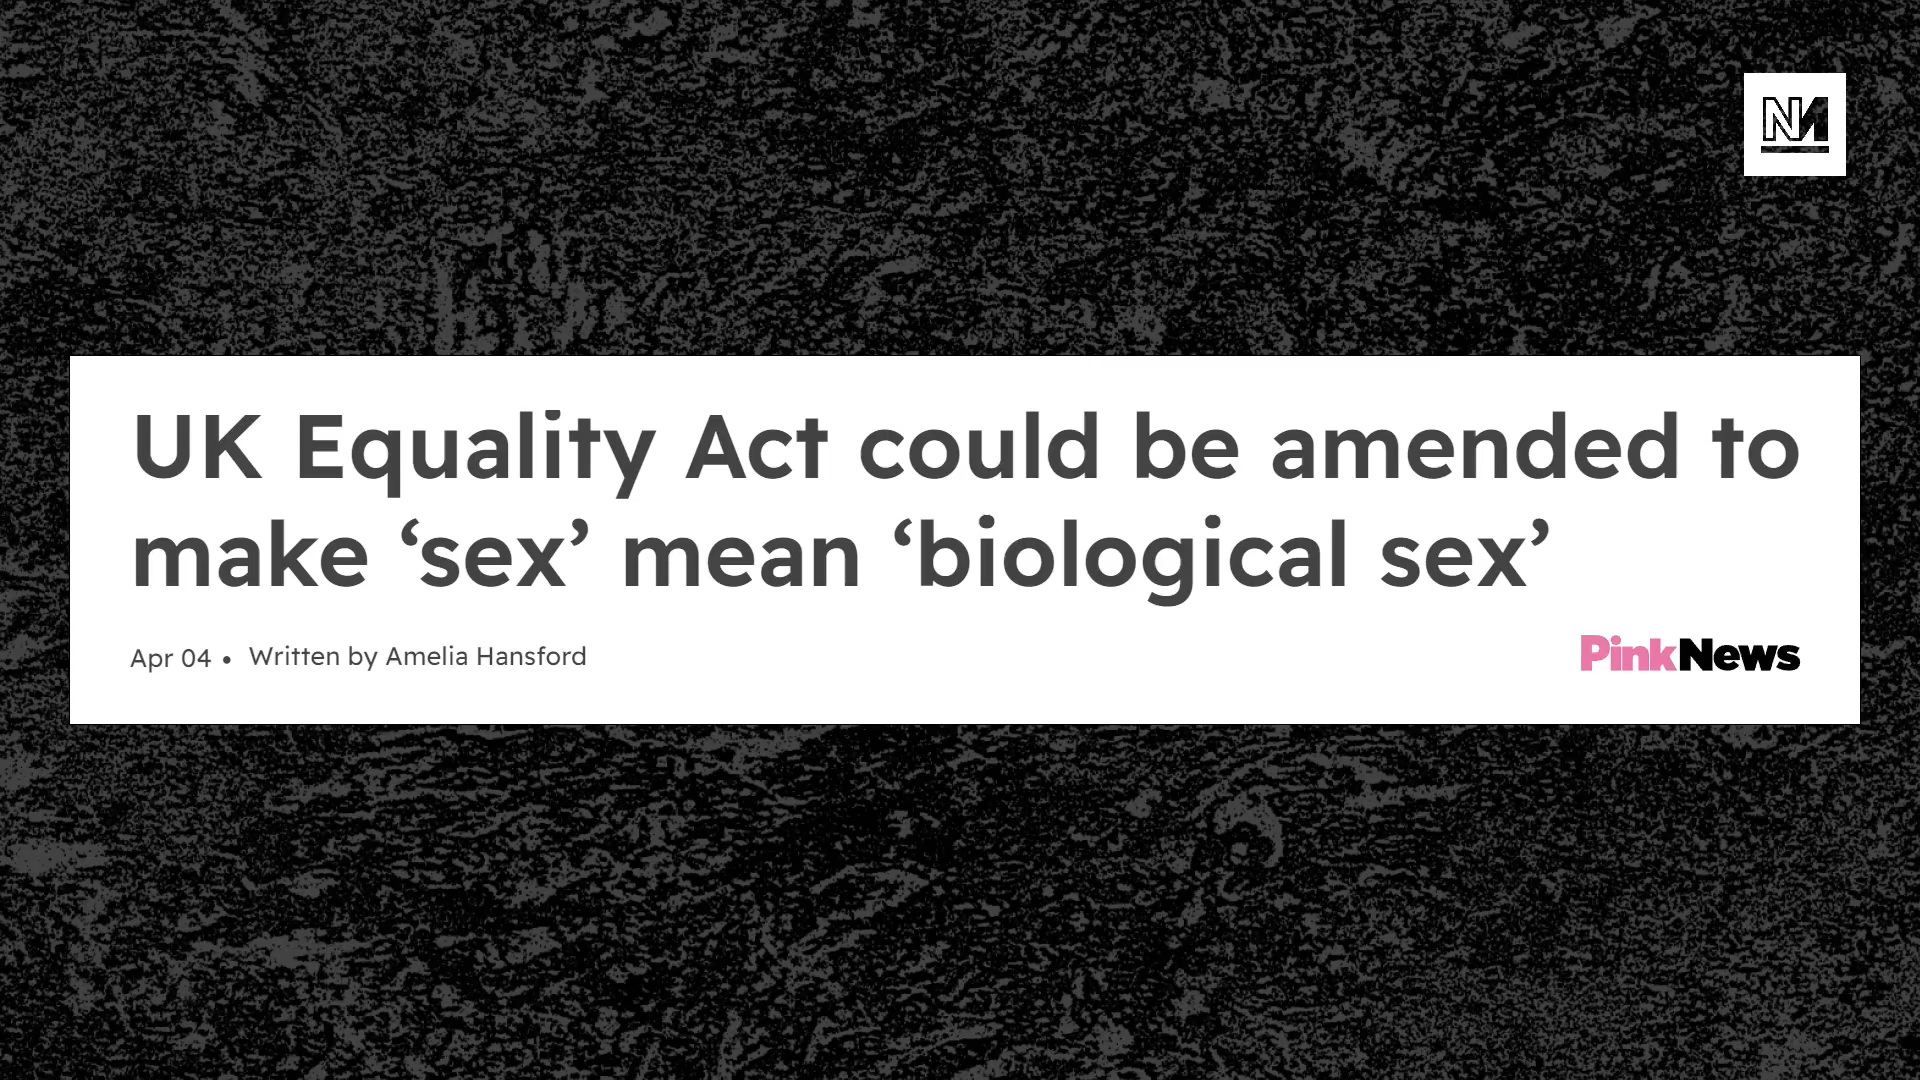 NN
UK Equality Act could be amended to
make ‘sex’ mean ‘biological sex’
Apr 04 • Written by Amelia Hansford
PinkNews